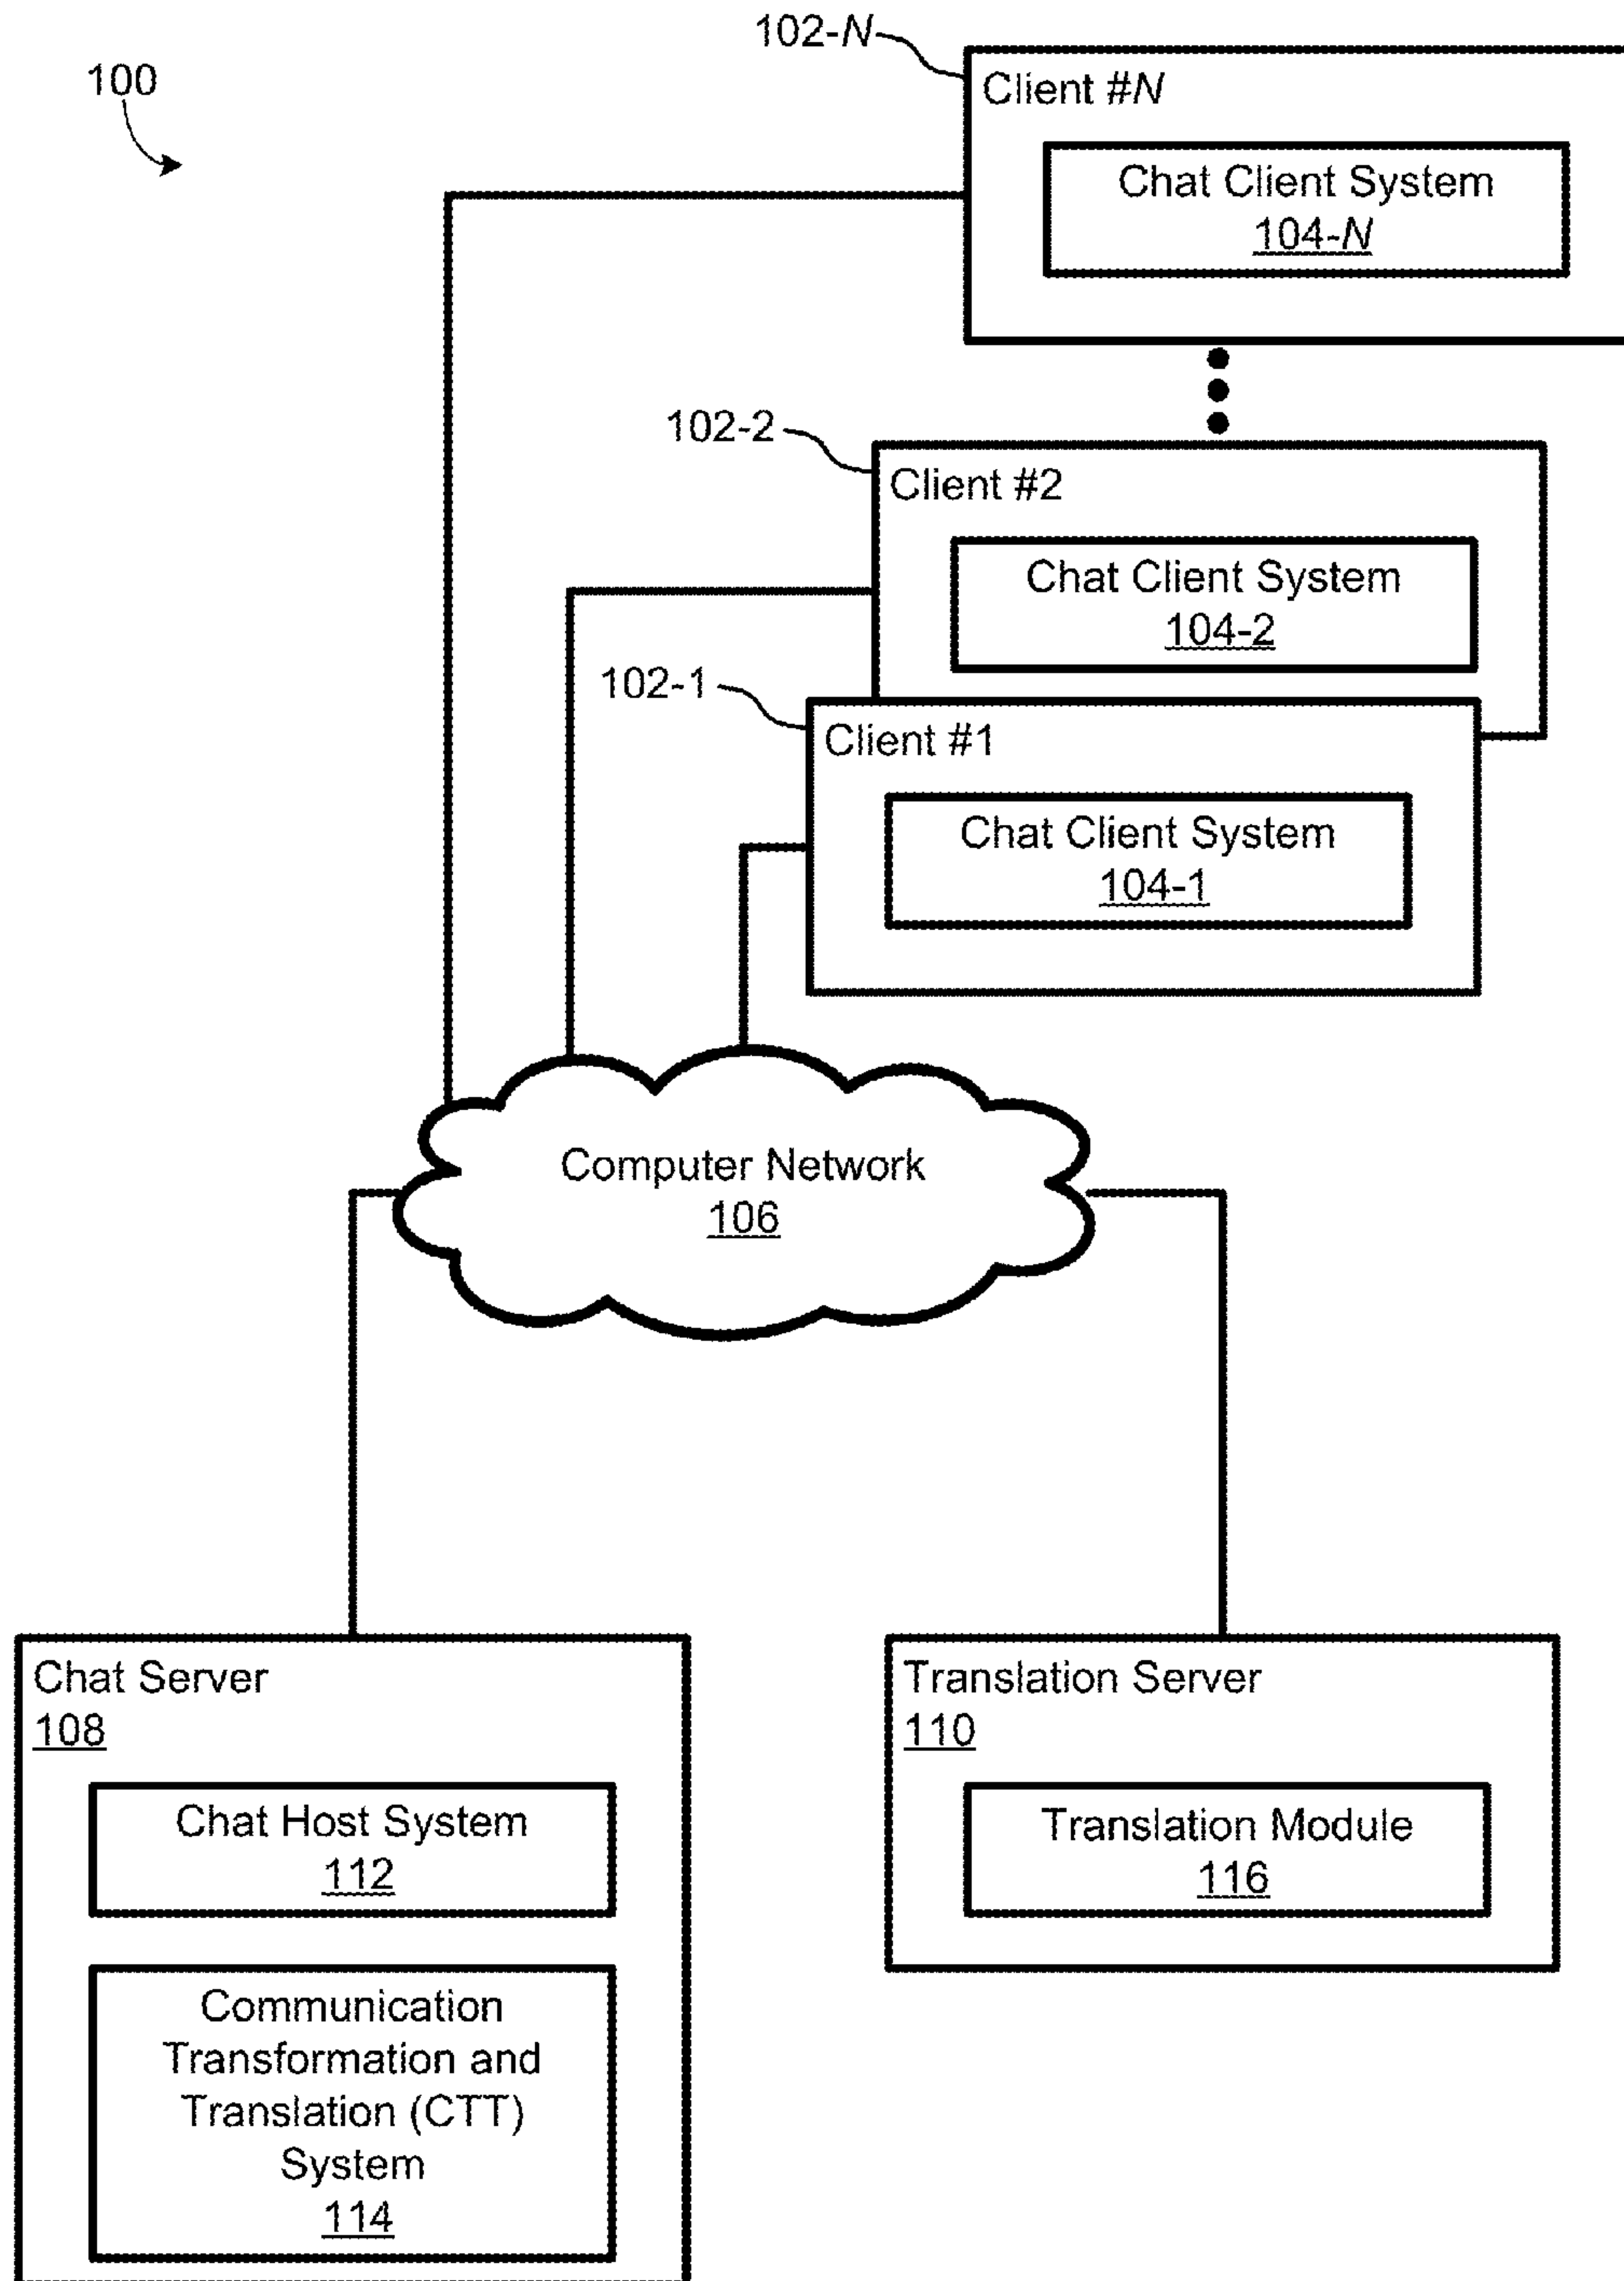 102-N
100
Client #N
Chat Client System
104-N
102-2
Client #2
Chat Client System
104-2
102-1
Client #1
Chat Client System
104-1
Computer Network
106
Chat Server
108
Chat Host System
112
Communication
Transformation and
Translation (CTT)
System
114
Translation Server
110
Translation Module
116